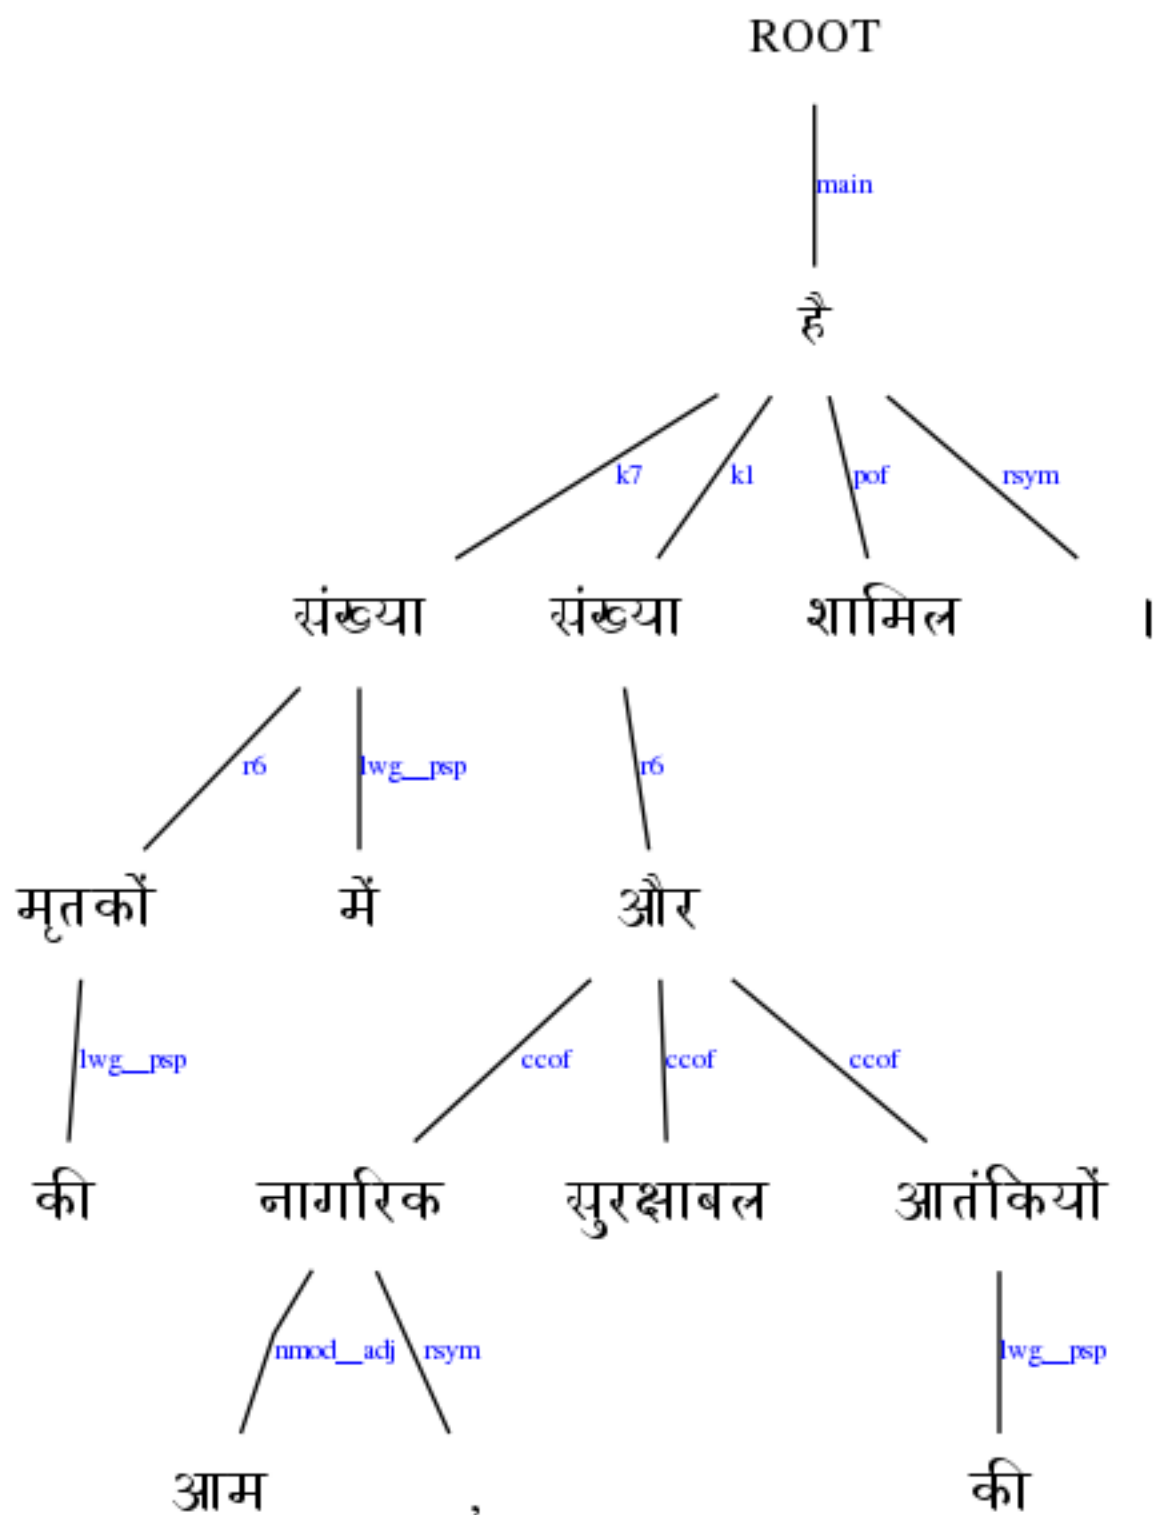 ROOT
main
है
k7 k1 pof rsym
संख्या संख्या शामिल ।
r6 lwg__psp r6
मृतकों में और
lwg__psp ccof ccof ccof
की नागरिक सुरक्षाबल आतंकियों
nmod__adj rsym lwg__psp
आम , की